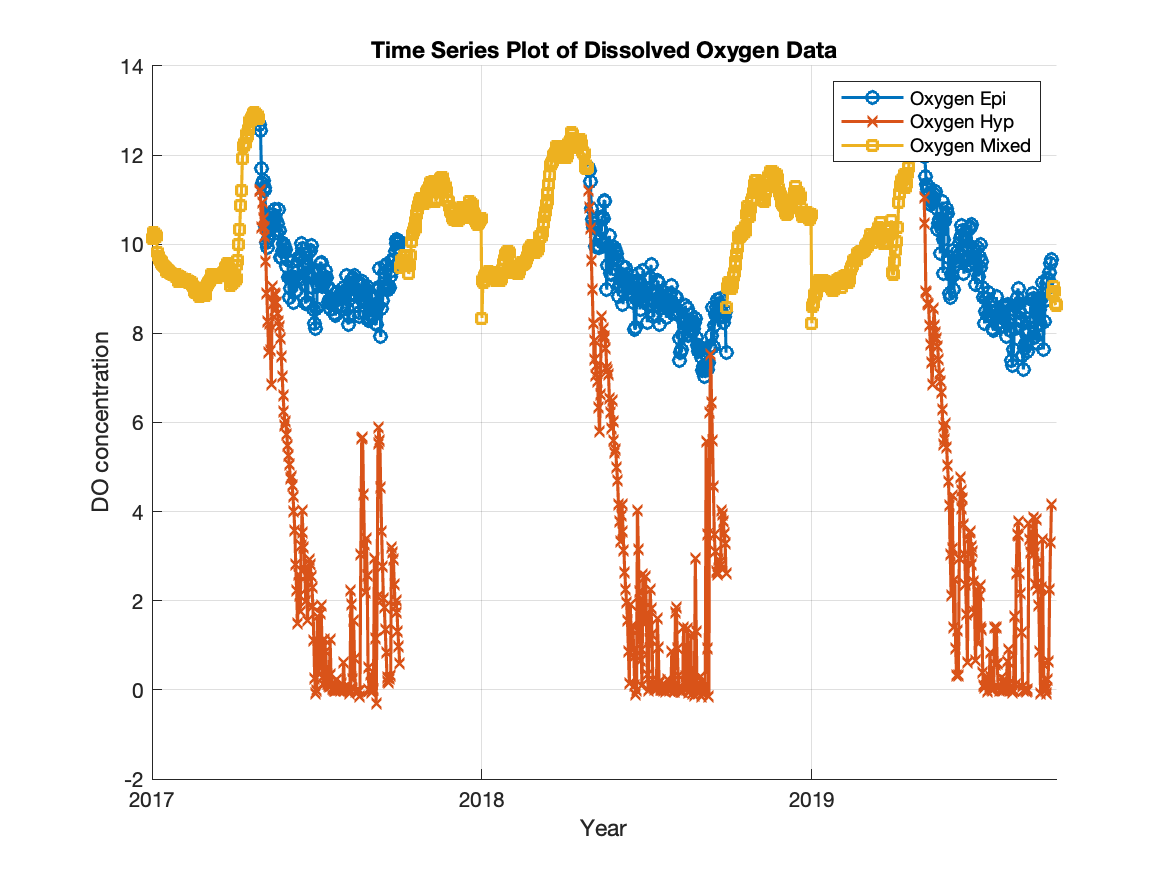 Time Series Plot of Dissolved Oxygen Data
14
12
10
8
6
4
2
0
-2
DO concentration
Oxygen Epi
Oxygen Hyp
Oxygen Mixed
2017 2018 2019
Year